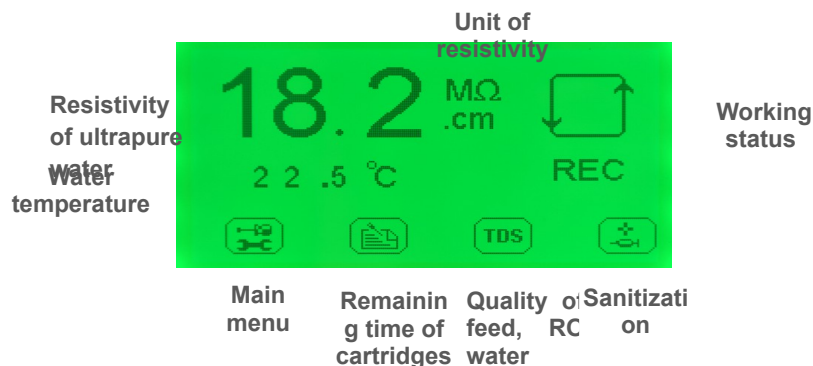 Unit of
resistivity
18.2 MΩ
.cm
Resistivity
of ultrapure
water
Working
status
22.5 °C
REC
Water
temperature
TDS
Main
menu
Remainin
g time of
cartridges
Quality of
feed, RO
water
Sanitizati
on